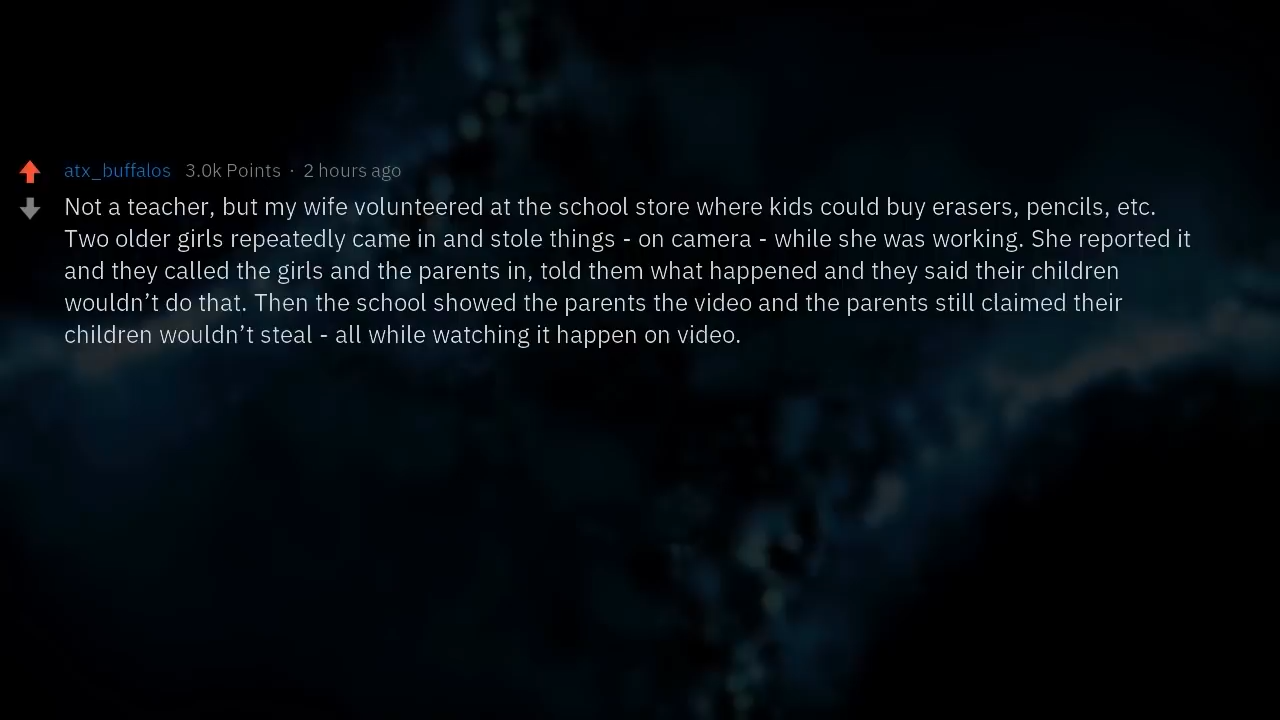 atx_buffalos 3.0k Points · 2 hours ago
Not a teacher, but my wife volunteered at the school store where kids could buy erasers, pencils, etc.
Two older girls repeatedly came in and stole things - on camera - while she was working. She reported it
and they called the girls and the parents in, told them what happened and they said their children
wouldn’t do that. Then the school showed the parents the video and the parents still claimed their
children wouldn’t steal - all while watching it happen on video.